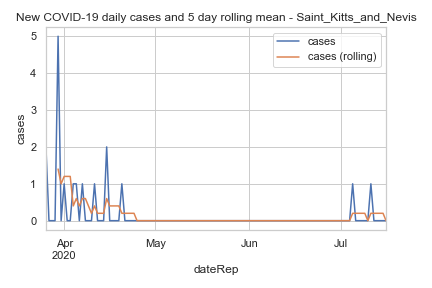 New COVID-19 daily cases and 5 day rolling mean - Saint_Kitts_and_Nevis
cases
cases (rolling)
cases
5
4
3
2
1
0
Apr
2020
May
Jun
Jul
dateRep